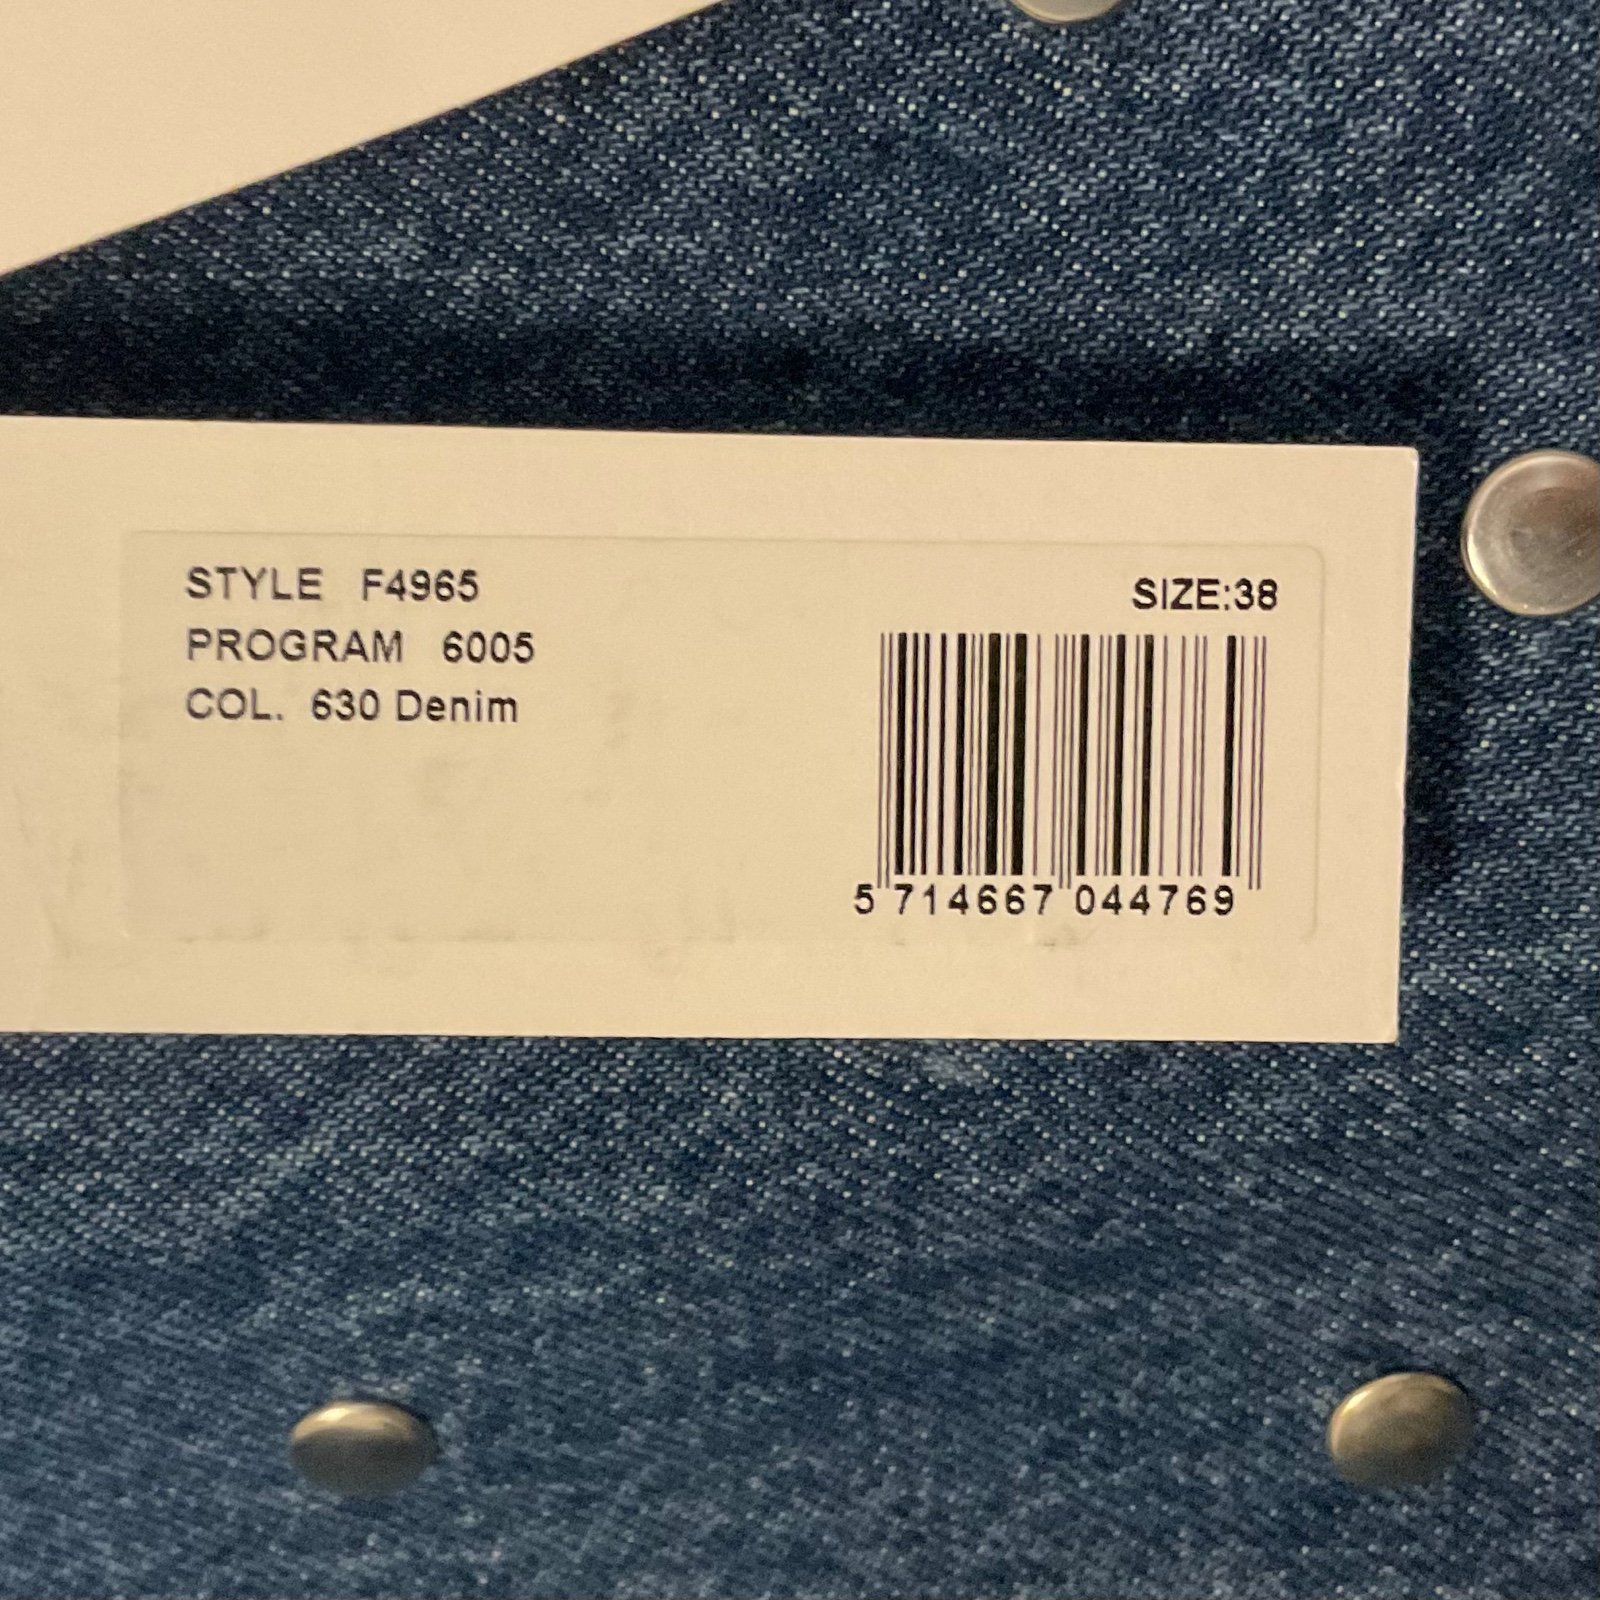 STYLE F4965
PROGRAM 6005
COL. 630 Denim
SIZE:38
5 714667 044769